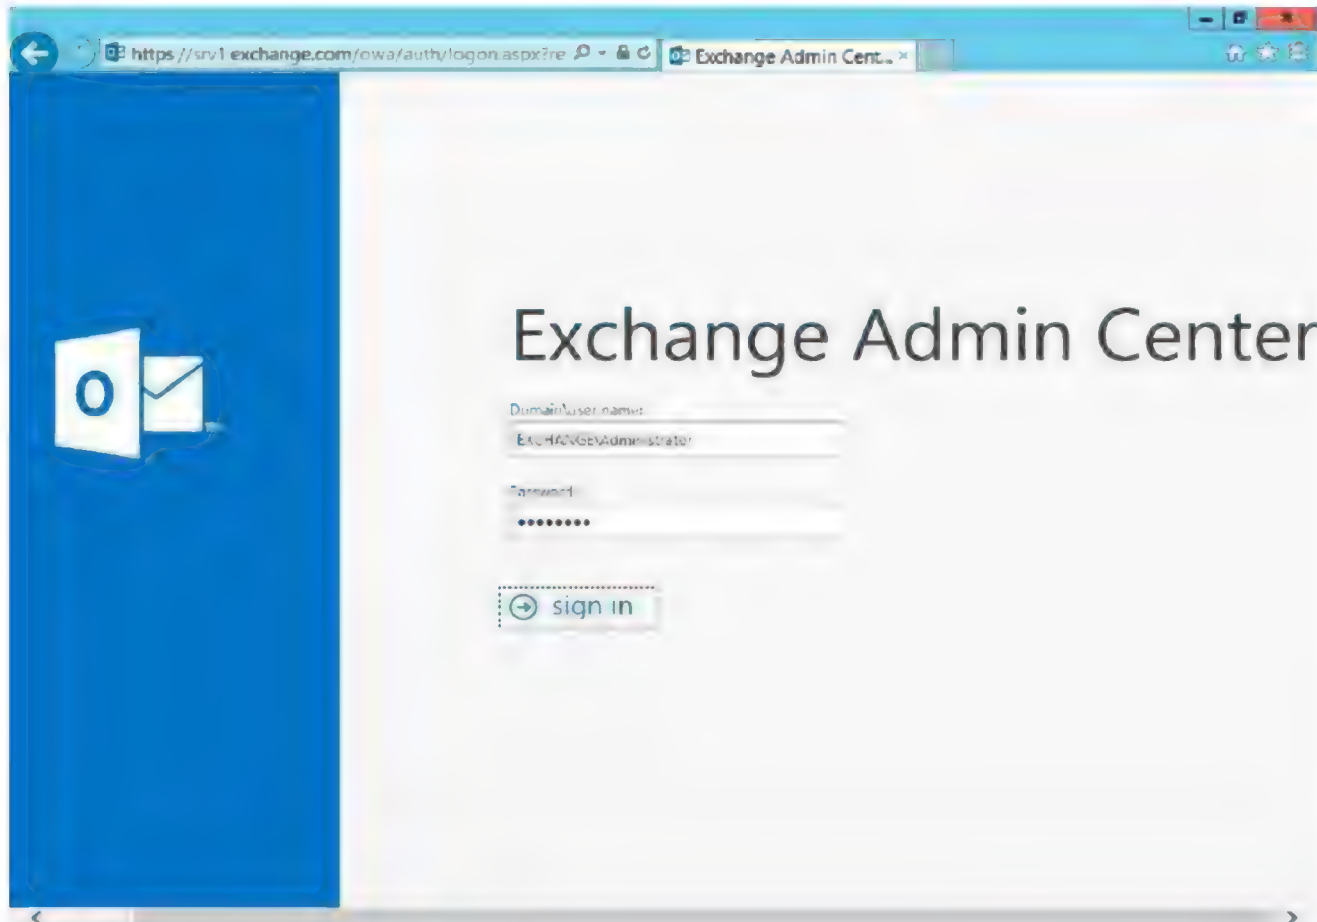 https://srv1.exchange.com/owa/auth/logon.aspx?re
Exchange Admin Cent...
Exchange Admin Center
Domain\user name:
EXCHANGE\Administrator
Password:
sign in